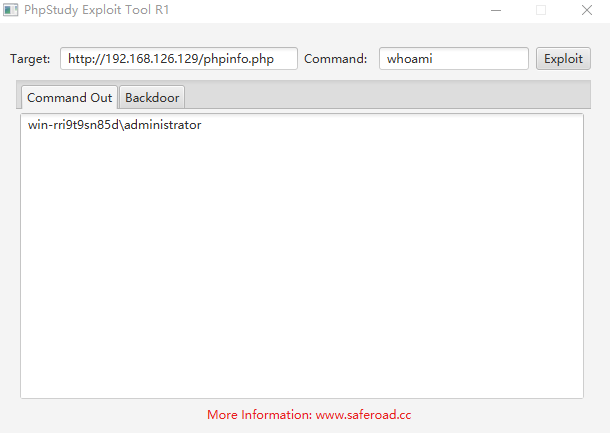 PhpStudy Exploit Tool R1
Target: http://192.168.126.129/phpinfo.php Command: whoami Exploit
Command Out Backdoor
win-rri9t9sn85d\administrator
More Information: www.saferoad.cc